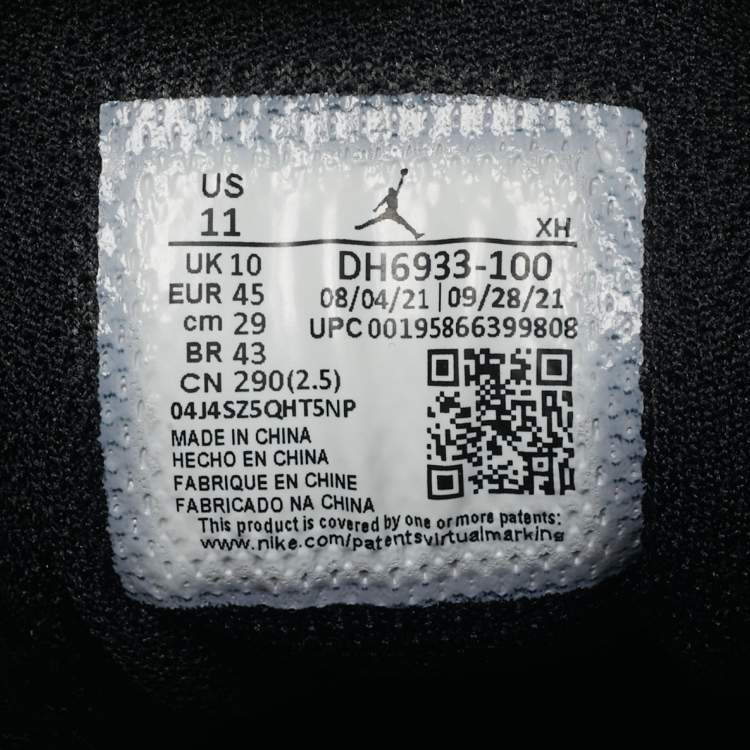 US
11
XH
UK 10
DH6933-100
EUR 45
08/04/21 | 09/28/21
cm 29
UPC 00195866399808
BR 43
CN 290(2.5)
04J4SZ5QHT5NP
MADE IN CHINA
HECHO EN CHINA
FABRIQUE EN CHINE
FABRICADO NA CHINA
This product is covered by one or more patents:
www.nike.com/patentsvirtualmarking